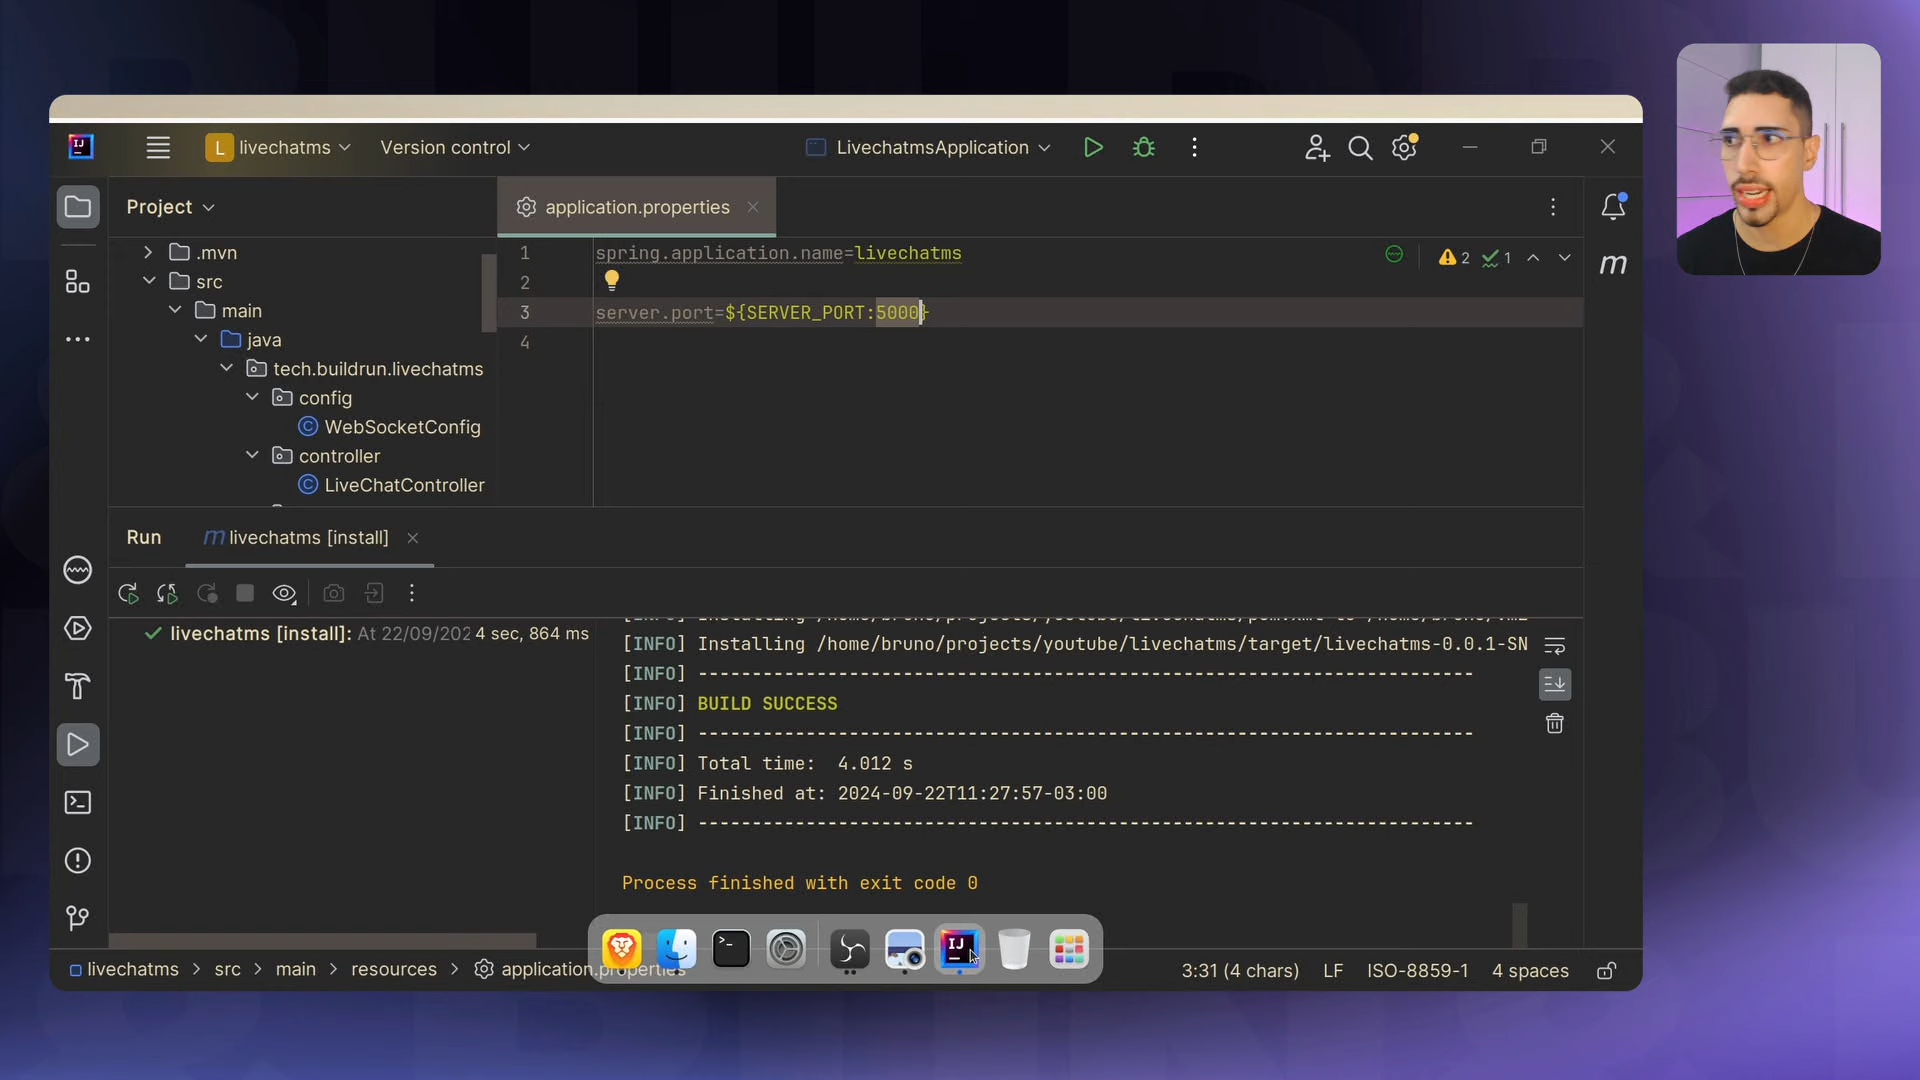 livechatms
Version control
LivechatmsApplication
Project
application.properties
.mvn
src
main
java
tech.buildrun.livechatms
config
WebSocketConfig
controller
LiveChatController
1 spring.application.name=livechatms
2
3 server.port=${SERVER_PORT:5000}
4
2 1
m
Run
m livechatms [install]
livechatms [install]: At 22/09/202 4 sec, 864 ms
[INFO] Installing /home/bruno/projects/youtube/livechatms/target/livechatms-0.0.1-SN
[INFO] ------------------------------------------------------------------------
[INFO] BUILD SUCCESS
[INFO] ------------------------------------------------------------------------
[INFO] Total time:  4.012 s
[INFO] Finished at: 2024-09-22T11:27:57-03:00
[INFO] ------------------------------------------------------------------------
Process finished with exit code 0
livechatms > src > main > resources > application.properties
3:31 (4 chars) LF ISO-8859-1 4 spaces